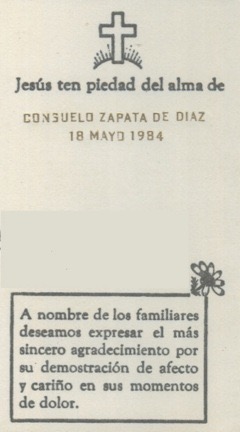 Jesús ten piedad del alma de
CONSUELO ZAPATA DE DIAZ
18 MAYO 1984
A nombre de los familiares
deseamos expresar el más
sincero agradecimiento por
su demostración de afecto
y cariño en sus momentos
de dolor.